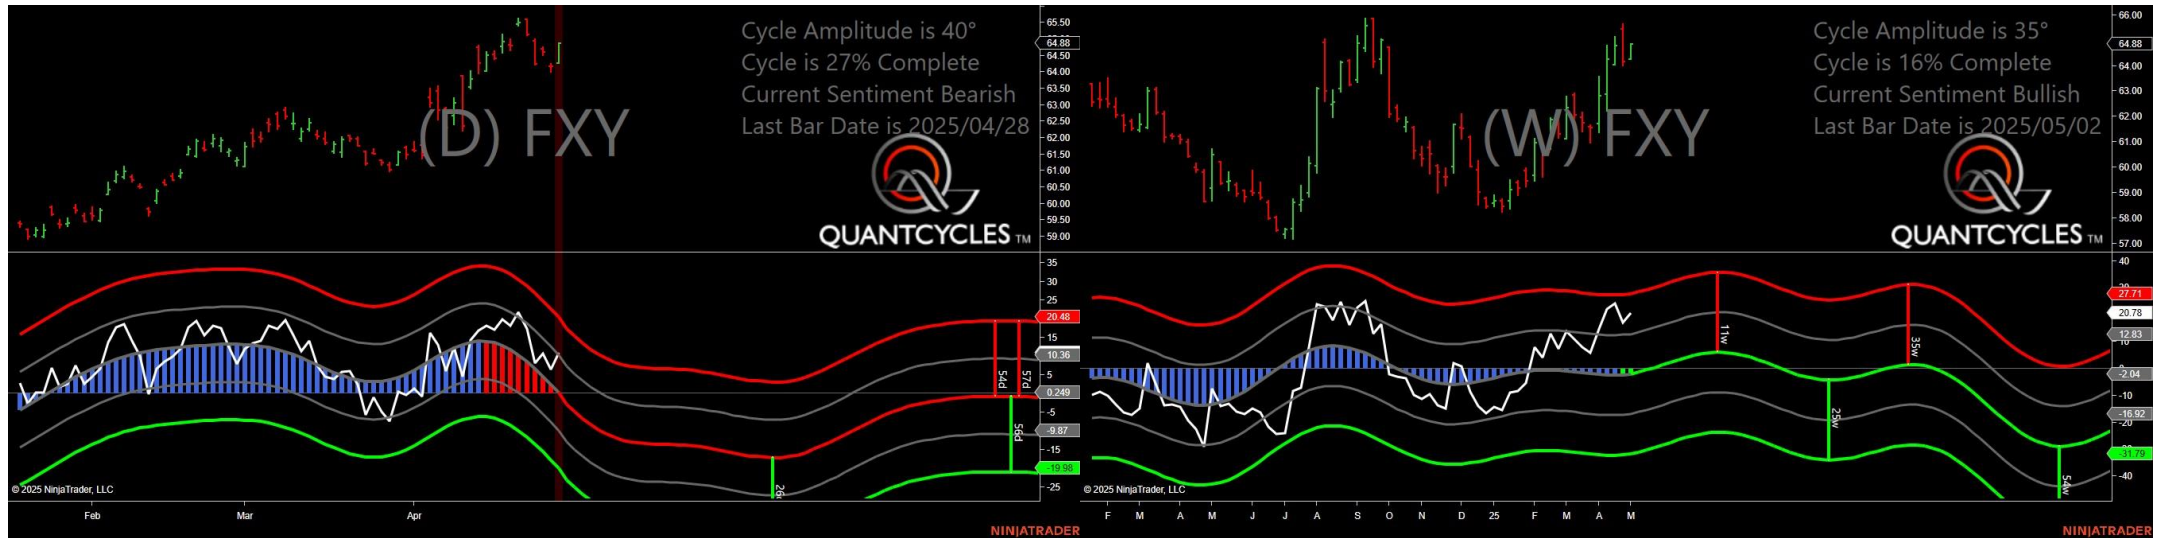 Cycle Amplitude is 40°
Cycle is 27% Complete
Current Sentiment Bearish
Last Bar Date is 2025/04/28
(D) FXY
QUANTCYCLES TM
65.50
64.88
64.50
64.00
63.50
63.00
62.50
62.00
61.50
61.00
60.50
60.00
59.50
59.00
35
30
25
20.48
15
10.36
5
0.249
-5
-9.87
-15
-19.98
-25
54d
57d
56d
© 2025 NinjaTrader, LLC
Feb
Mar
Apr
NINJATRADER
Cycle Amplitude is 35°
Cycle is 16% Complete
Current Sentiment Bullish
Last Bar Date is 2025/05/02
(W) FXY
QUANTCYCLES TM
66.00
64.88
64.00
63.00
62.00
61.00
60.00
59.00
58.00
57.00
40
27.71
20.78
12.83
-2.04
-10
-16.92
-20
-31.79
-40
11w
35w
25w
54w
© 2025 NinjaTrader, LLC
F
M
A
M
J
J
A
S
O
N
D
25
F
M
A
M
NINJATRADER